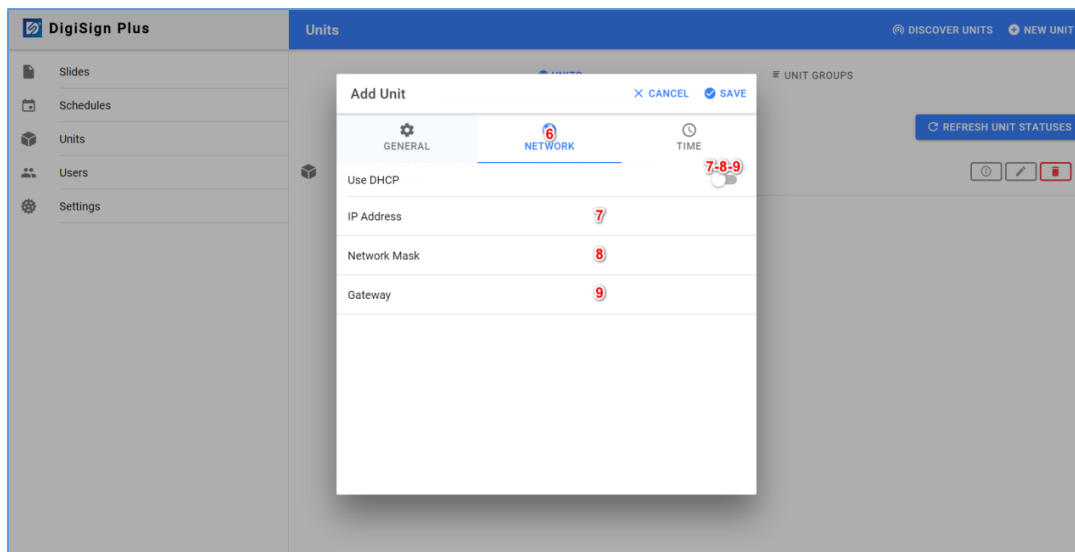 DigiSign Plus
Units
DISCOVER UNITS
NEW UNIT
Slides
Schedules
Units
Users
Settings
UNITS
UNIT GROUPS
REFRESH UNIT STATUSES
Add Unit
CANCEL
SAVE
GENERAL
6
NETWORK
TIME
Use DHCP
7-8-9
IP Address
7
Network Mask
8
Gateway
9